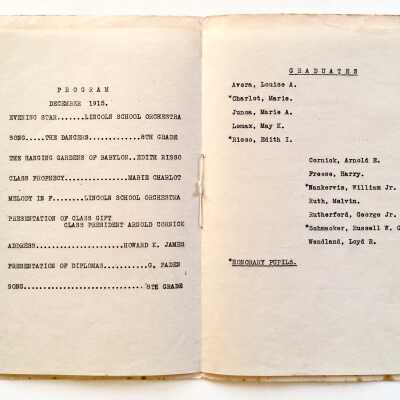 PROGRAM
DECEMBER 1915.
EVENING STAR.......LINCOLN SCHOOL ORCHESTRA
SONG.....THE DANCERS.............8TH GRADE
THE HANGING GARDENS OF BABYLON..EDITH RISSO
CLASS PROPHECY................MARIE CHARLOT
MELODY IN F.......LINCOLN SCHOOL ORCHESTRA
PRESENTATION OF CLASS GIFT
CLASS PRESIDENT ARNOLD CORNICK
ADDRESS......................HOWARD K. JAMES
PRESENTATION OF DIPLOMAS...........G. PADEN
SONG..............................8TH GRADE
GRADUATES
Avera, Louise A.
*Charlot, Marie.
Junca, Marie A.
Lomax, May K.
*Risso, Edith I.
Cornick, Arnold E.
Freese, Harry.
*Nankervis, William Jr.
Ruth, Melvin.
Rutherford, George Jr.
*Schmucker, Russell W.
Wendland, Loyd R.
*HONORARY PUPILS.